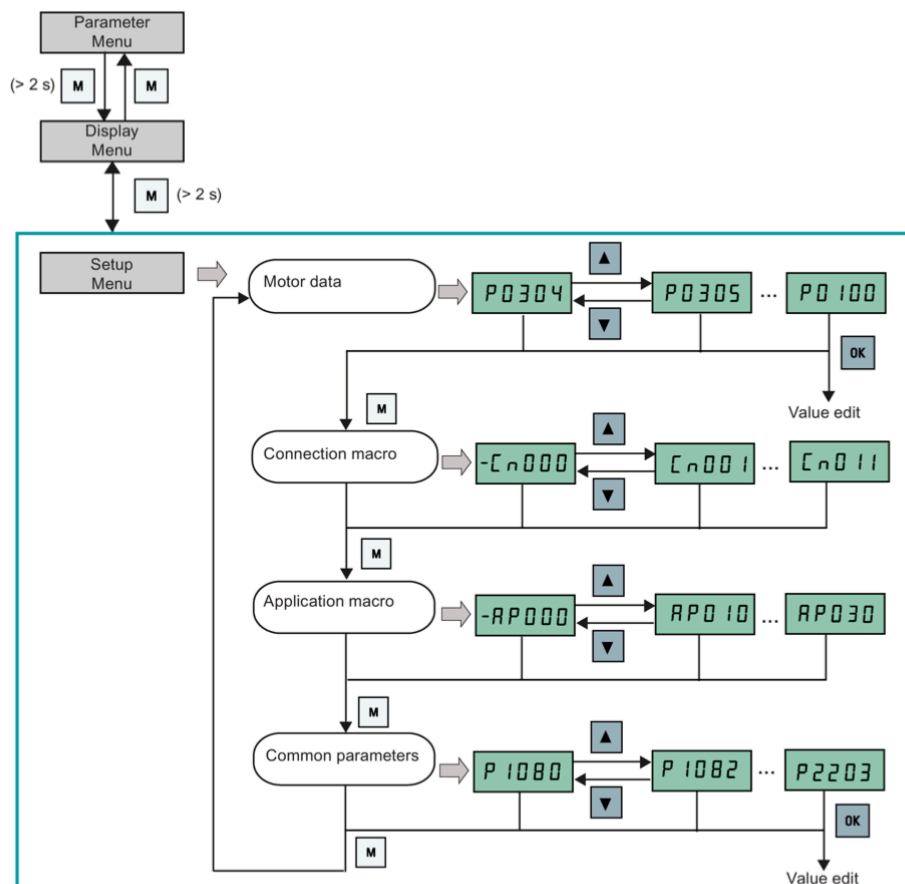 Parameter
Menu
(> 2 s) M M
Display
Menu
M (> 2 s)
Setup
Menu
Motor data
▲
P0304 P0305 ... P0100
▼
OK
M
Value edit
Connection macro
▲
-Cn000 Cn001 ... Cn011
▼
M
Application macro
▲
-AP000 AP010 ... AP030
▼
M
Common parameters
▲
P1080 P1082 ... P2203
▼
OK
M
Value edit